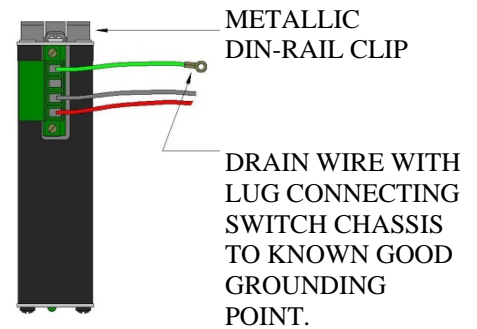 METALLIC
DIN-RAIL CLIP
DRAIN WIRE WITH
LUG CONNECTING
SWITCH CHASSIS
TO KNOWN GOOD
GROUNDING
POINT.